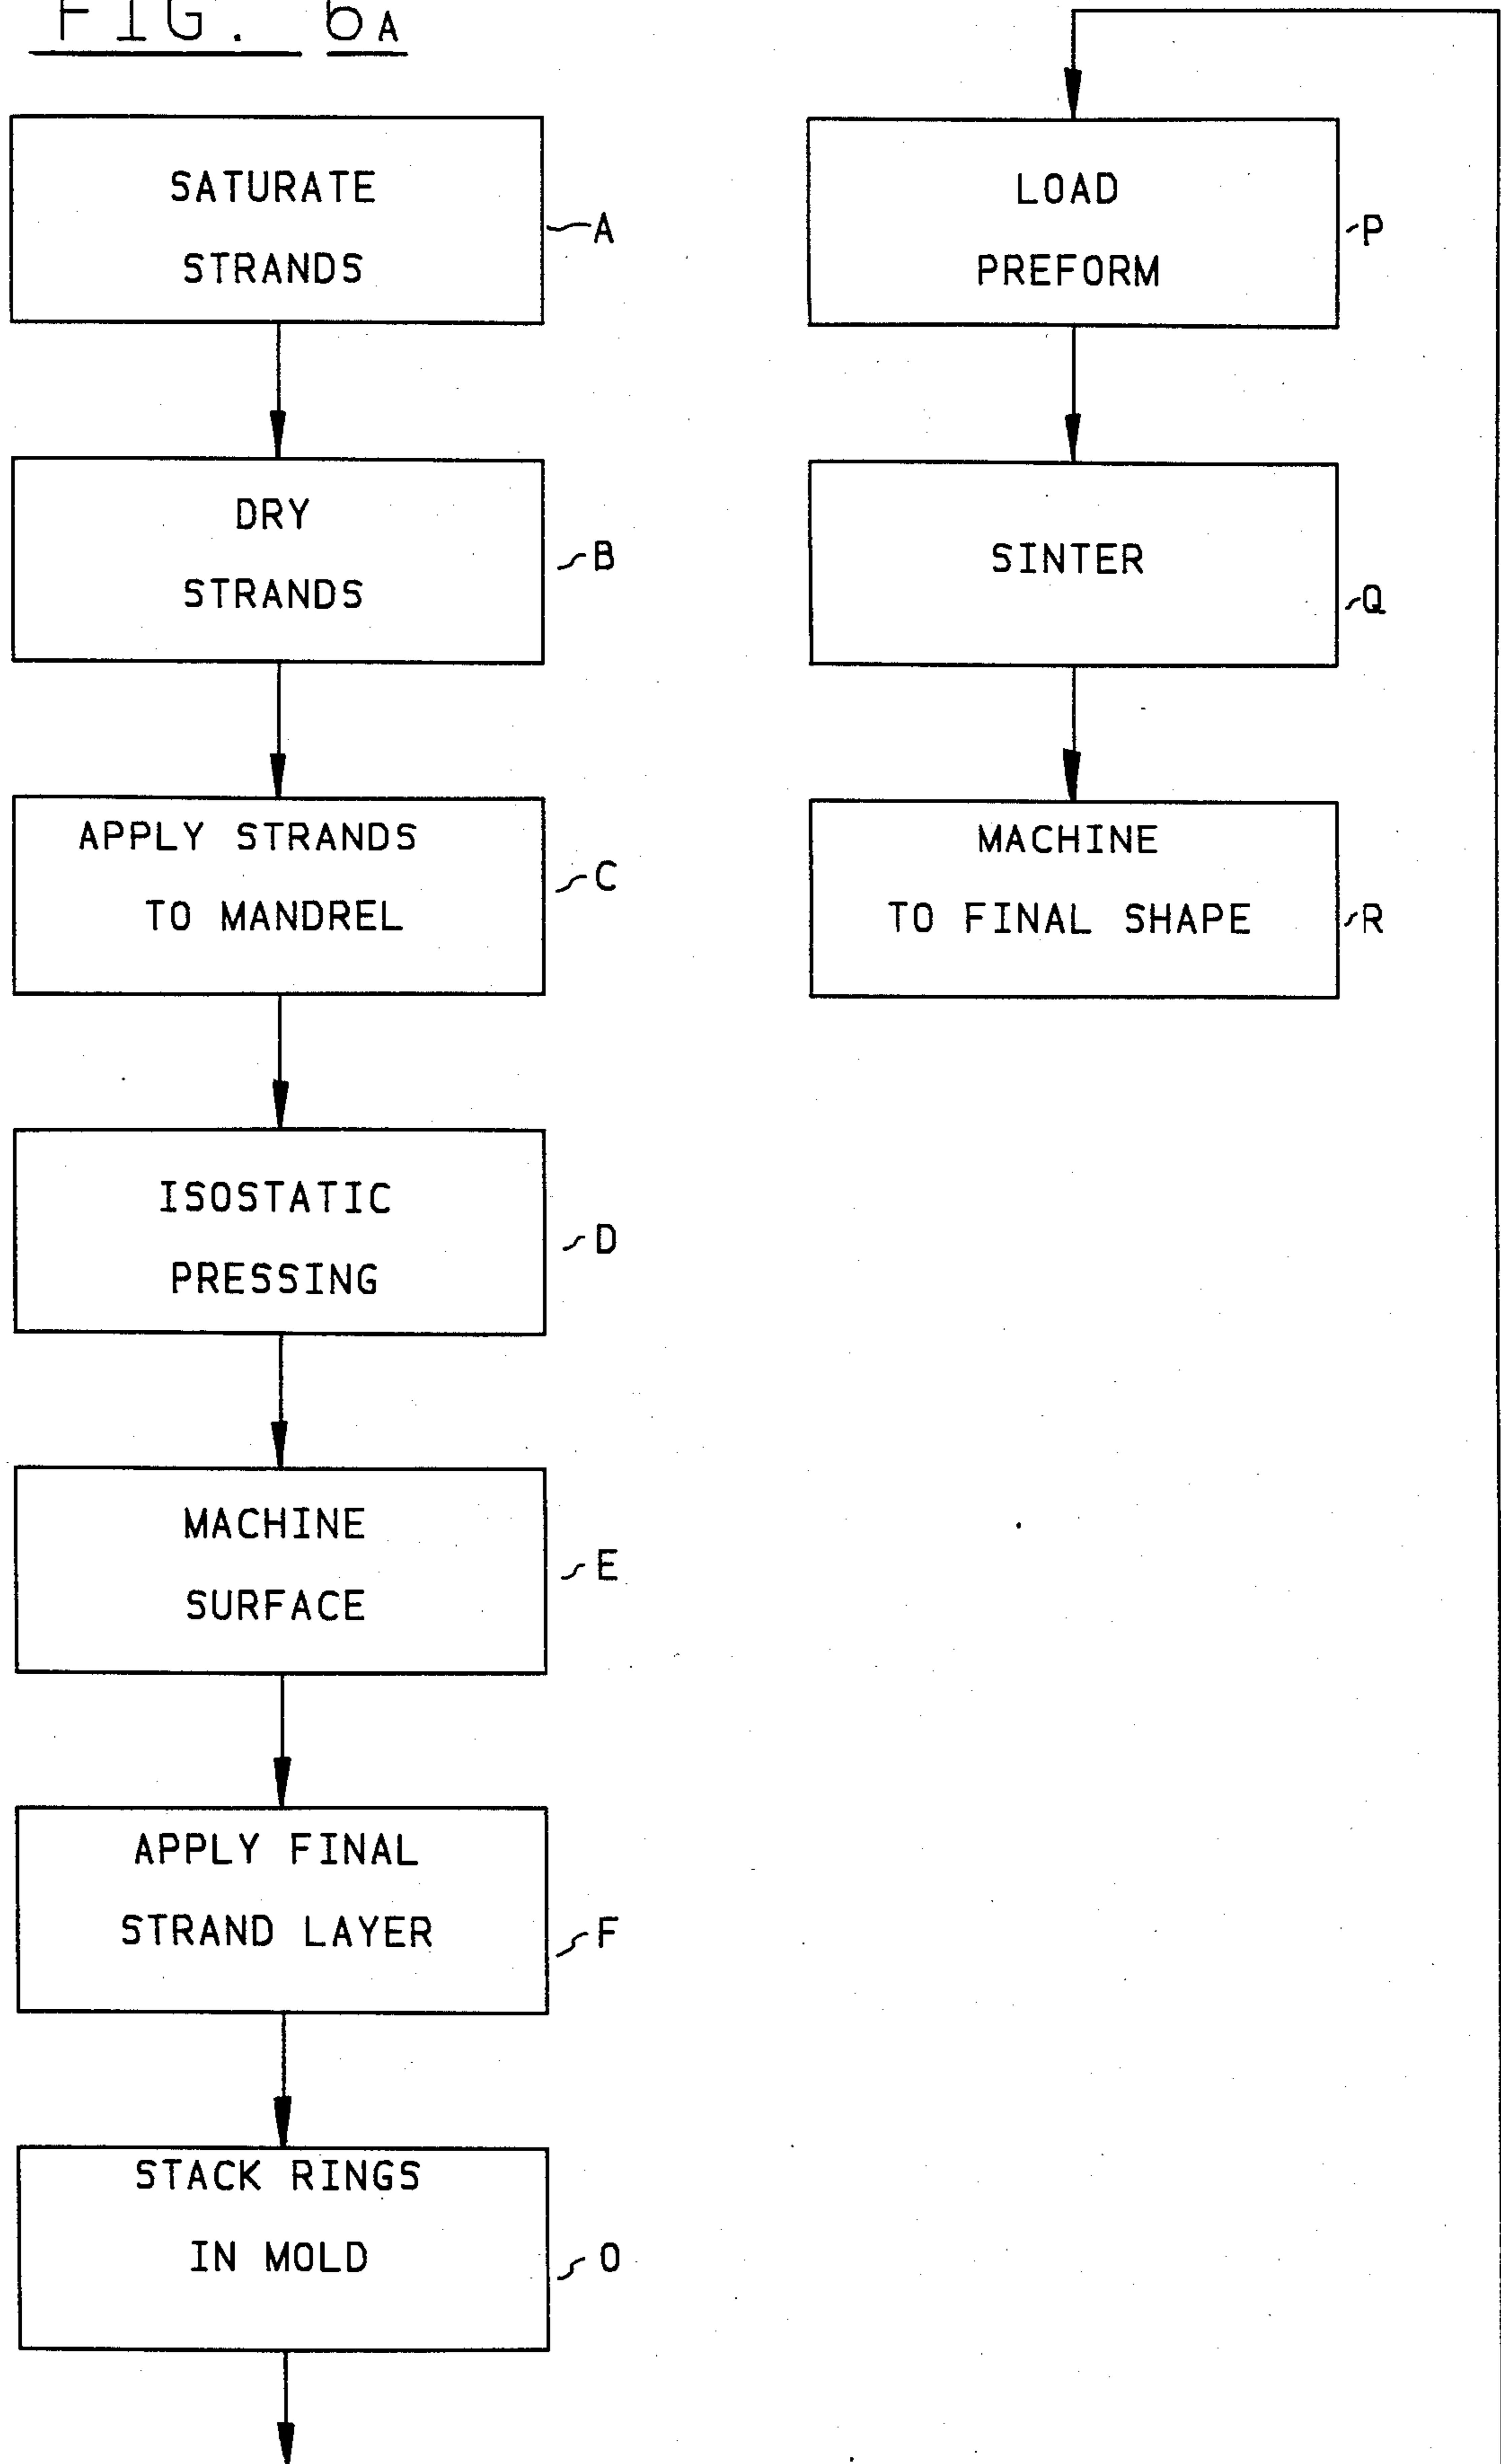 FIG. 6A
SATURATE
STRANDS
A
DRY
STRANDS
B
APPLY STRANDS
TO MANDREL
C
ISOSTATIC
PRESSING
D
MACHINE
SURFACE
E
APPLY FINAL
STRAND LAYER
F
STACK RINGS
IN MOLD
O
LOAD
PREFORM
P
SINTER
Q
MACHINE
TO FINAL SHAPE
R